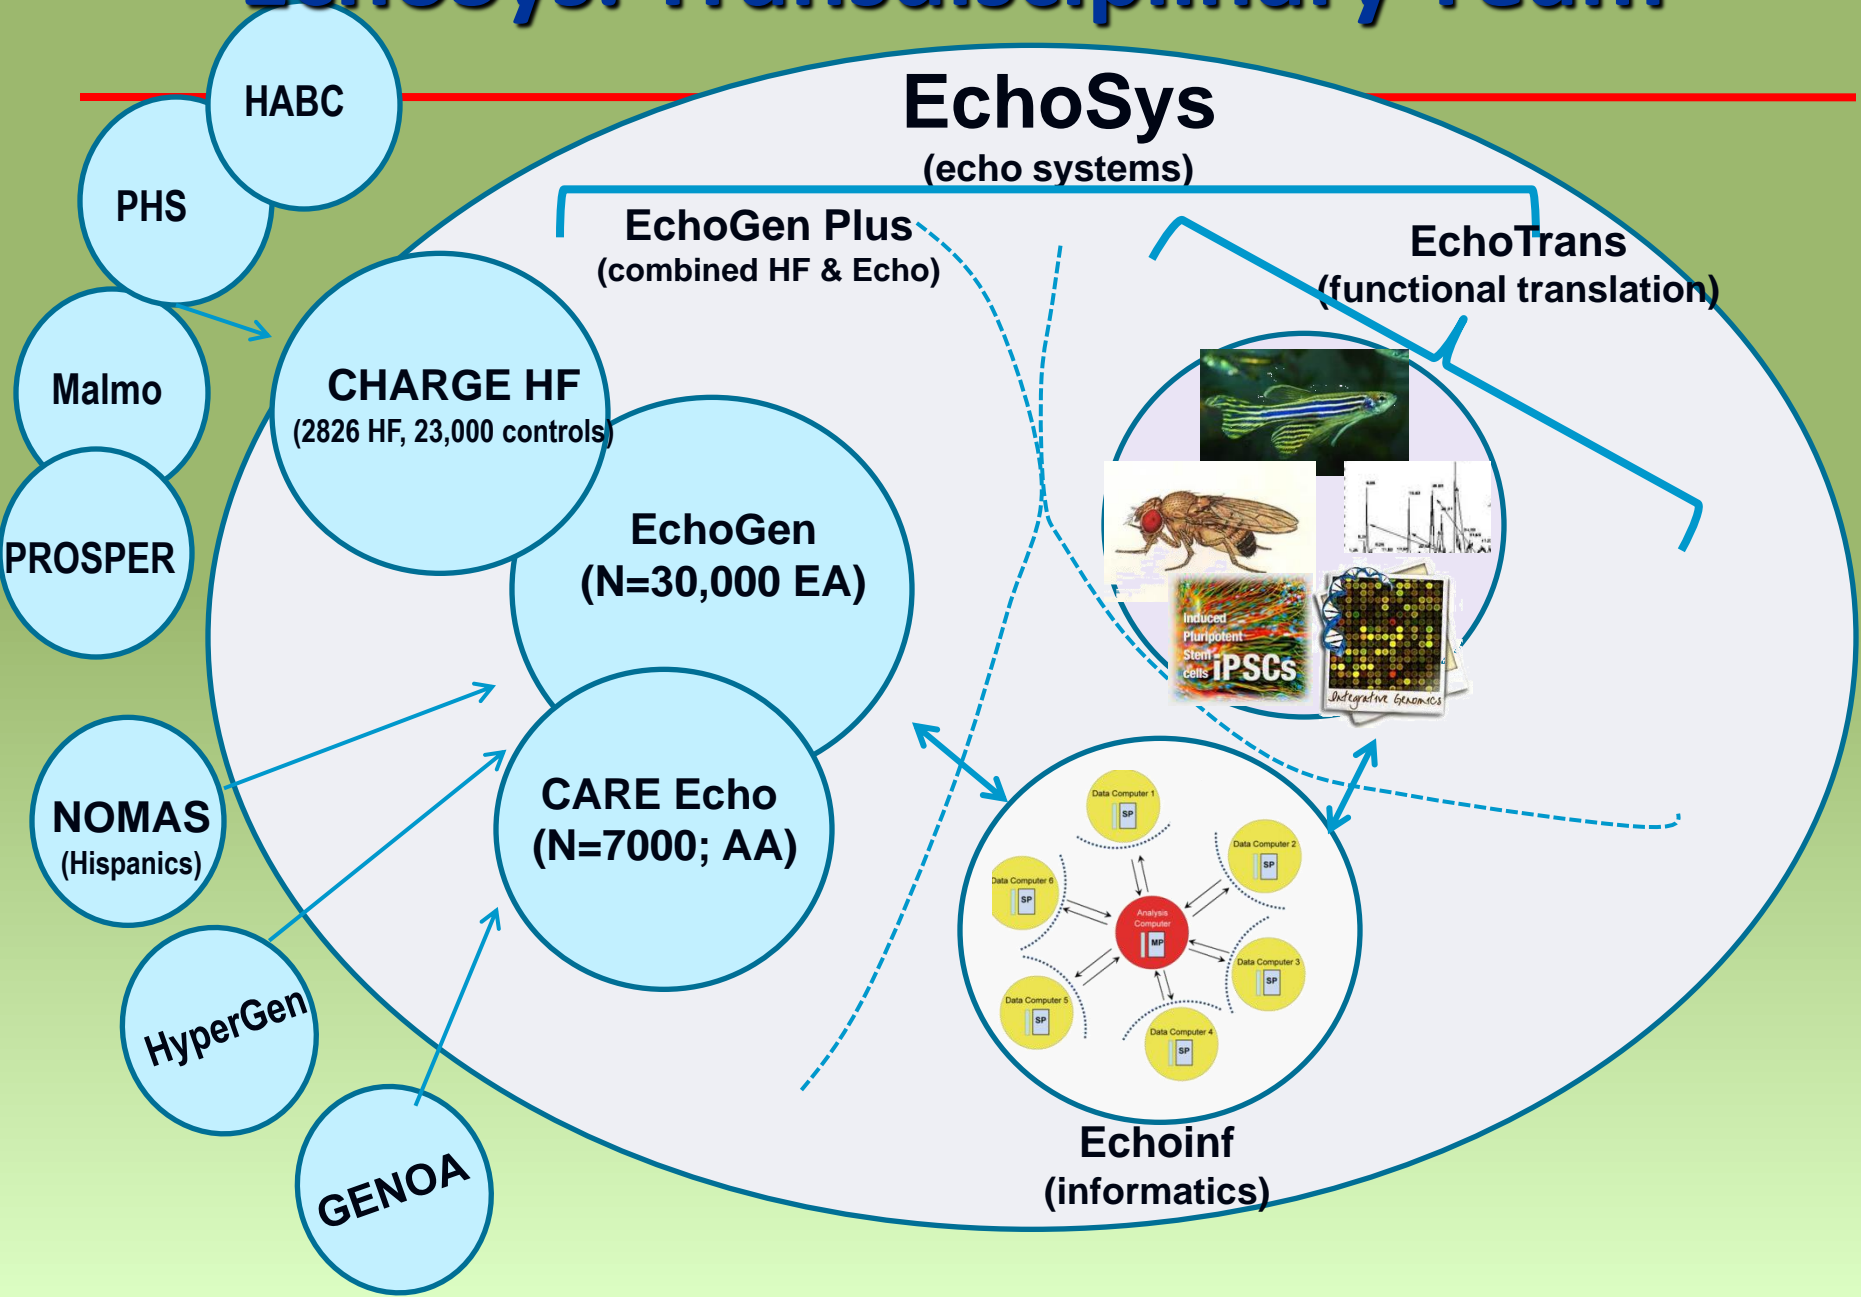 EchoSys: Transdisciplinary Team
HABC
EchoSys
(echo systems)
PHS
EchoGen Plus
(combined HF & Echo)
EchoTrans
(functional translation)
CHARGE HF
(2826 HF, 23,000 controls)
Malmo
EchoGen
(N=30,000 EA)
PROSPER
Induced
Pluripotent
Stem
cells iPSCs
Integrative Genomics
CARE Echo
(N=7000; AA)
NOMAS
(Hispanics)
Data Computer 1
SP
Data Computer 2
SP
Data Computer 6
SP
Analysis
Computer
MP
Data Computer 3
SP
Data Computer 5
SP
Data Computer 4
SP
HyperGen
GENOA
Echoinf
(informatics)